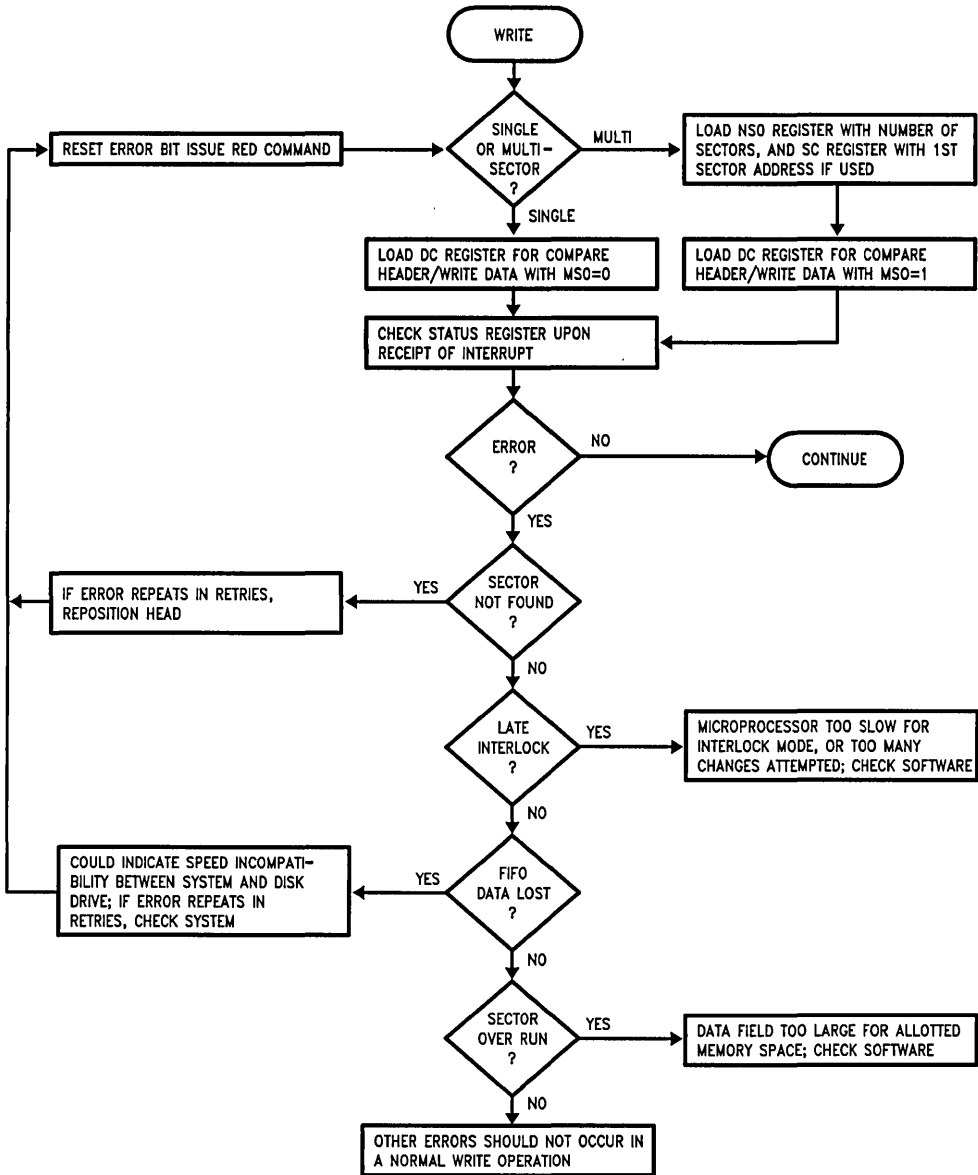 WRITE
RESET ERROR BIT ISSUE RED COMMAND
SINGLE
OR MULTI-
SECTOR
?
MULTI
LOAD NSO REGISTER WITH NUMBER OF
SECTORS, AND SC REGISTER WITH 1ST
SECTOR ADDRESS IF USED
SINGLE
LOAD DC REGISTER FOR COMPARE
HEADER/WRITE DATA WITH MSO=0
LOAD DC REGISTER FOR COMPARE
HEADER/WRITE DATA WITH MSO=1
CHECK STATUS REGISTER UPON
RECEIPT OF INTERRUPT
ERROR
?
NO
CONTINUE
YES
SECTOR
NOT FOUND
?
YES
IF ERROR REPEATS IN RETRIES,
REPOSITION HEAD
NO
LATE
INTERLOCK
?
YES
MICROPROCESSOR TOO SLOW FOR
INTERLOCK MODE, OR TOO MANY
CHANGES ATTEMPTED; CHECK SOFTWARE
NO
FIFO
DATA LOST
?
YES
COULD INDICATE SPEED INCOMPATI-
BILITY BETWEEN SYSTEM AND DISK
DRIVE; IF ERROR REPEATS IN
RETRIES, CHECK SYSTEM
NO
SECTOR
OVER RUN
?
YES
DATA FIELD TOO LARGE FOR ALLOTTED
MEMORY SPACE; CHECK SOFTWARE
NO
OTHER ERRORS SHOULD NOT OCCUR IN
A NORMAL WRITE OPERATION